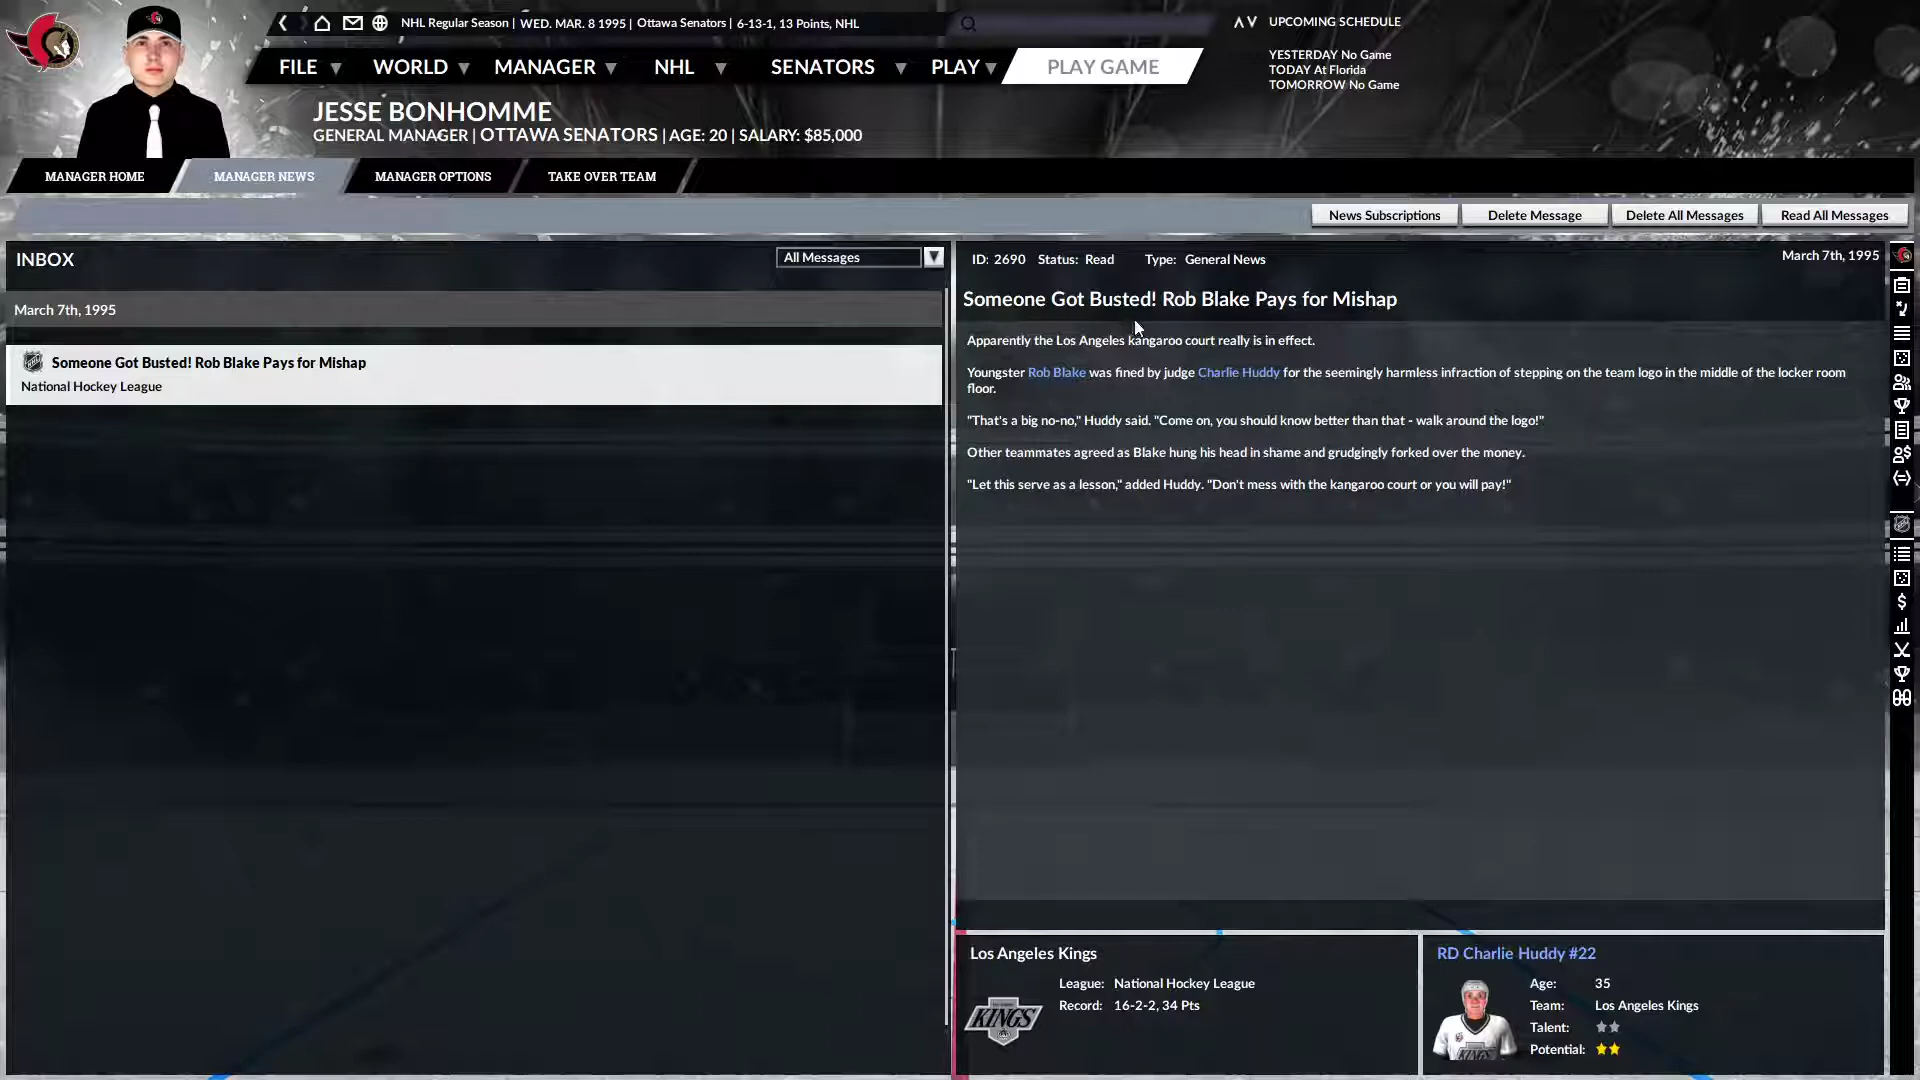 NHL Regular Season | WED. MAR. 8 1995 | Ottawa Senators | 6-13-1, 13 Points, NHL
UPCOMING SCHEDULE
YESTERDAY No Game
TODAY At Florida
TOMORROW No Game
FILE WORLD MANAGER NHL SENATORS PLAY PLAY GAME
JESSE BONHOMME
GENERAL MANAGER | OTTAWA SENATORS | AGE: 20 | SALARY: $85,000
MANAGER HOME MANAGER NEWS MANAGER OPTIONS TAKE OVER TEAM
News Subscriptions Delete Message Delete All Messages Read All Messages
INBOX All Messages
March 7th, 1995
Someone Got Busted! Rob Blake Pays for Mishap
National Hockey League
ID: 2690 Status: Read Type: General News March 7th, 1995
Someone Got Busted! Rob Blake Pays for Mishap
Apparently the Los Angeles kangaroo court really is in effect.
Youngster Rob Blake was fined by judge Charlie Huddy for the seemingly harmless infraction of stepping on the team logo in the middle of the locker room
floor.
"That's a big no-no," Huddy said. "Come on, you should know better than that - walk around the logo!"
Other teammates agreed as Blake hung his head in shame and grudgingly forked over the money.
"Let this serve as a lesson," added Huddy. "Don't mess with the kangaroo court or you will pay!"
Los Angeles Kings
League: National Hockey League
Record: 16-2-2, 34 Pts
KINGS
RD Charlie Huddy #22
Age: 35
Team: Los Angeles Kings
Talent:
Potential: